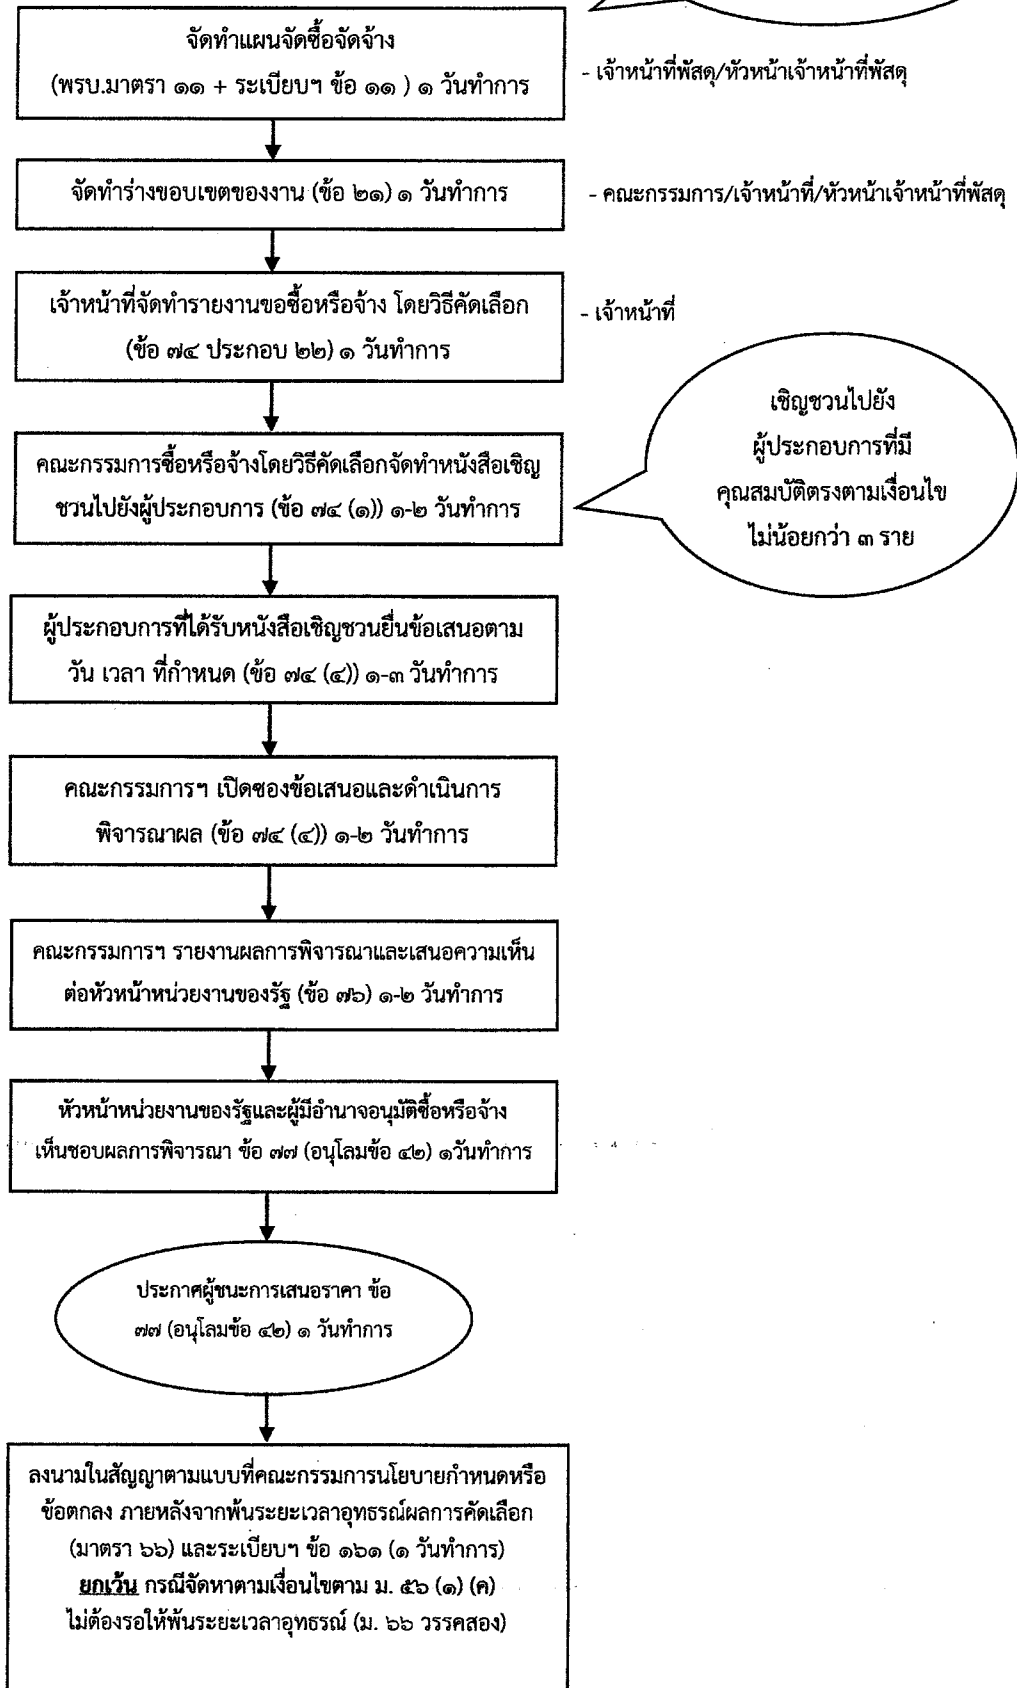 จัดทำแผนจัดซื้อจัดจ้าง
(พรบ.มาตรา ๑๑ + ระเบียบฯ ข้อ ๑๑ ) ๑ วันทำการ
- เจ้าหน้าที่พัสดุ/หัวหน้าเจ้าหน้าที่พัสดุ
จัดทำร่างขอบเขตของงาน (ข้อ ๒๑) ๑ วันทำการ
- คณะกรรมการ/เจ้าหน้าที่/หัวหน้าเจ้าหน้าที่พัสดุ
เจ้าหน้าที่จัดทำรายงานขอซื้อหรือจ้าง โดยวิธีคัดเลือก
(ข้อ ๗๔ ประกอบ ๒๒) ๑ วันทำการ
- เจ้าหน้าที่
คณะกรรมการซื้อหรือจ้างโดยวิธีคัดเลือกจัดทำหนังสือเชิญ
ชวนไปยังผู้ประกอบการ (ข้อ ๗๔ (๑)) ๑-๒ วันทำการ
เชิญชวนไปยัง
ผู้ประกอบการที่มี
คุณสมบัติตรงตามเงื่อนไข
ไม่น้อยกว่า ๓ ราย
ผู้ประกอบการที่ได้รับหนังสือเชิญชวนยื่นข้อเสนอตาม
วัน เวลา ที่กำหนด (ข้อ ๗๔ (๔)) ๑-๓ วันทำการ
คณะกรรมการฯ เปิดซองข้อเสนอและดำเนินการ
พิจารณาผล (ข้อ ๗๔ (๔)) ๑-๒ วันทำการ
คณะกรรมการฯ รายงานผลการพิจารณาและเสนอความเห็น
ต่อหัวหน้าหน่วยงานของรัฐ (ข้อ ๗๖) ๑-๒ วันทำการ
หัวหน้าหน่วยงานของรัฐและผู้มีอำนาจอนุมัติซื้อหรือจ้าง
เห็นชอบผลการพิจารณา ข้อ ๗๗ (อนุโลมข้อ ๔๒) ๑วันทำการ
ประกาศผู้ชนะการเสนอราคา ข้อ
๗๗ (อนุโลมข้อ ๔๒) ๑ วันทำการ
ลงนามในสัญญาตามแบบที่คณะกรรมการนโยบายกำหนดหรือ
ข้อตกลง ภายหลังจากพ้นระยะเวลาอุทธรณ์ผลการคัดเลือก
(มาตรา ๖๖) และระเบียบฯ ข้อ ๑๖๑ (๑ วันทำการ)
ยกเว้น กรณีจัดหาตามเงื่อนไขตาม ม. ๕๖ (๑) (ค)
ไม่ต้องรอให้พ้นระยะเวลาอุทธรณ์ (ม. ๖๖ วรรคสอง)